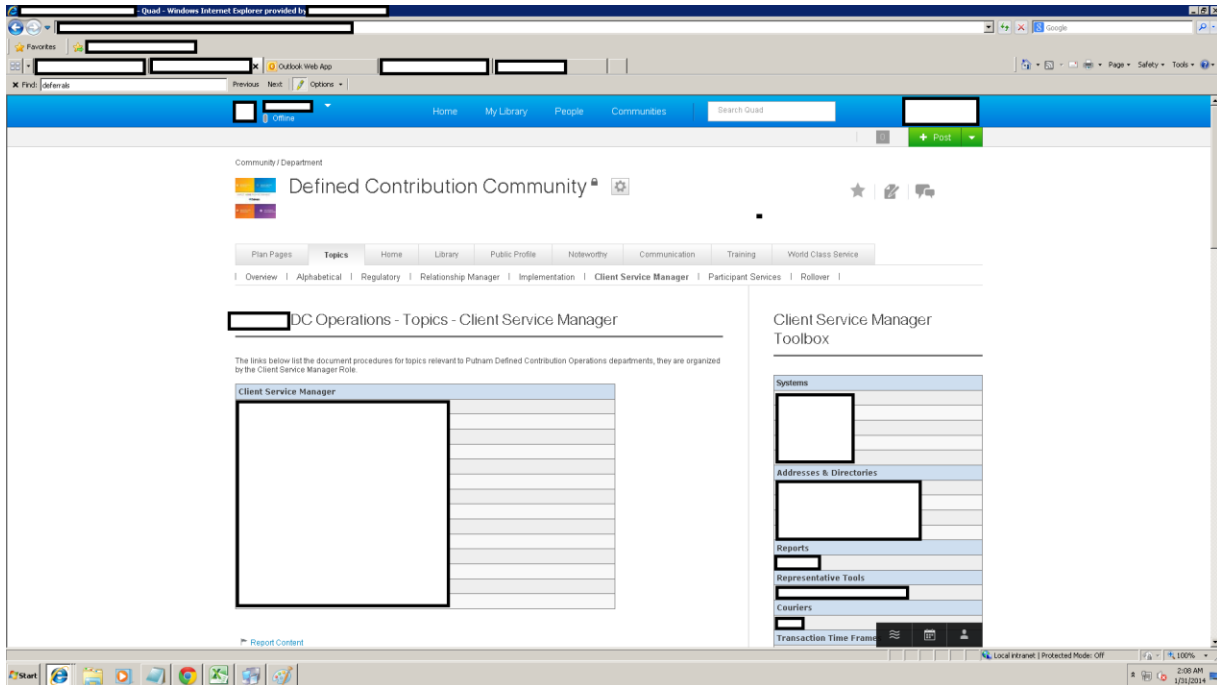 - Quad - Windows Internet Explorer provided by
Google
Favorites
Outlook Web App
Page Safety Tools
Find: deferrals Previous Next Options
Home My Library People Communities Search Quad
Offline
0 + Post
Community / Department
Defined Contribution Community
Plan Pages Topics Home Library Public Profile Noteworthy Communication Training World Class Service
| Overview | Alphabetical | Regulatory | Relationship Manager | Implementation | Client Service Manager | Participant Services | Rollover |
DC Operations - Topics - Client Service Manager
The links below list the document procedures for topics relevant to Putnam Defined Contribution Operations departments, they are organized
by the Client Service Manager Role.
Client Service Manager
Report Content
Client Service Manager
Toolbox
Systems
Addresses & Directories
Reports
Representative Tools
Couriers
Transaction Time Frame
Local intranet | Protected Mode: Off 100%
Start
2:08 AM
1/31/2014